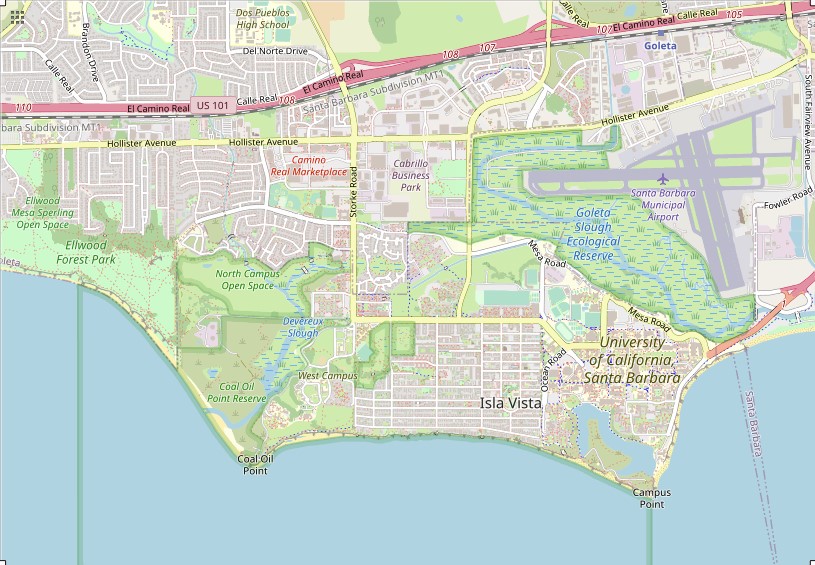 Dos Pueblos
High School
Calle Real
Calle Real
105
107
El Camino Real
Goleta
Brandon Drive
Del Norte Drive
108
107
Calle Real
El Camino Real
Santa Barbara Subdivision MT1
110
El Camino Real
US 101
Calle Real
108
bara Subdivision MT1
Hollister Avenue
Hollister Avenue
Hollister Avenue
South Fairview Avenue
Camino
Real Marketplace
Cabrillo
Business
Park
Storke Road
Santa Barbara
Municipal
Airport
Fowler Road
Ellwood
Mesa Sperling
Open Space
Goleta
Slough
Ecological
Reserve
Ellwood
Forest Park
oleta
Mesa Road
North Campus
Open Space
Devereux
Slough
Mesa Road
University
of California,
Santa Barbara
West Campus
Ocean Road
Coal Oil
Point Reserve
Isla Vista
Santa Barbara
Coal Oil
Point
Campus
Point